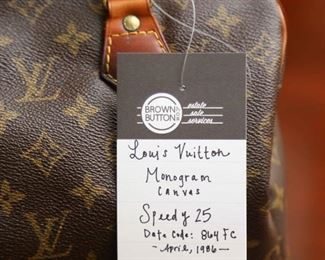 BROWN
BUTTON
estate
sale
services
Louis Vuitton
Monogram
canvas
Speedy 25
Date Code: 864 FC
- April, 1986 -